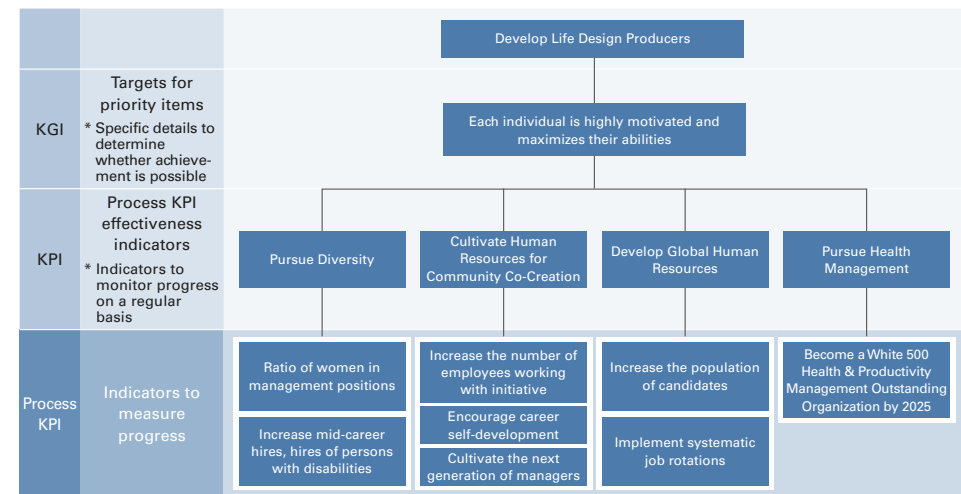 Develop Life Design Producers
KGI
Targets for
priority items
* Specific details to
determine
whether achieve-
ment is possible
Each individual is highly motivated and
maximizes their abilities
KPI
Process KPI
effectiveness
indicators
* Indicators to
monitor progress
on a regular
basis
Pursue Diversity
Cultivate Human
Resources for
Community Co-Creation
Develop Global Human
Resources
Pursue Health
Management
Process
KPI
Indicators to
measure
progress
Ratio of women in
management positions
Increase mid-career
hires, hires of persons
with disabilities
Increase the number of
employees working
with initiative
Encourage career
self-development
Cultivate the next
generation of managers
Increase the population
of candidates
Implement systematic
job rotations
Become a White 500
Health & Productivity
Management Outstanding
Organization by 2025